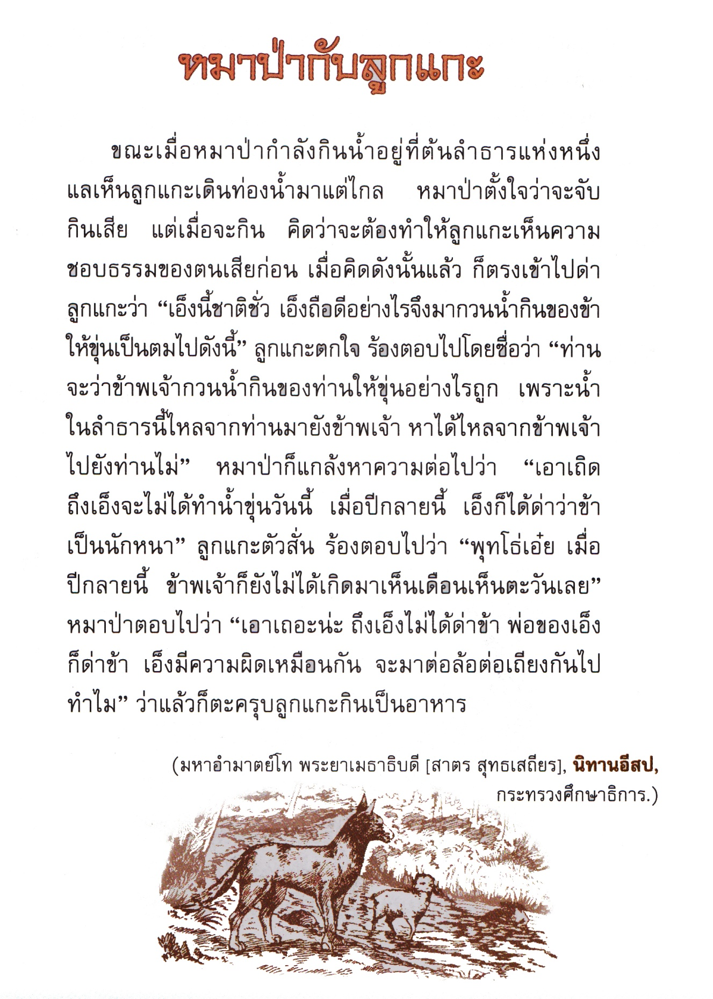 หมาป่ากับลูกแกะ
ขณะเมื่อหมาป่ากำลังกินน้ำอยู่ที่ต้นลำธารแห่งหนึ่ง
แลเห็นลูกแกะเดินท่องน้ำมาแต่ไกล หมาป่าตั้งใจว่าจะจับ
กินเสีย แต่เมื่อจะกิน คิดว่าจะต้องทำให้ลูกแกะเห็นความ
ชอบธรรมของตนเสียก่อน เมื่อคิดดังนั้นแล้ว ก็ตรงเข้าไปด่า
ลูกแกะว่า “เอ็งนี้ชาติชั่ว เอ็งถือดีอย่างไรจึงมากวนน้ำกินของข้า
ให้ขุ่นเป็นตมไปดังนี้” ลูกแกะตกใจ ร้องตอบไปโดยซื่อว่า “ท่าน
จะว่าข้าพเจ้ากวนน้ำกินของท่านให้ขุ่นอย่างไรถูก เพราะน้ำ
ในลำธารนี้ไหลจากท่านมายังข้าพเจ้า หาได้ไหลจากข้าพเจ้า
ไปยังท่านไม่” หมาป่าก็แกล้งหาความต่อไปว่า “เอาเถิด
ถึงเอ็งจะไม่ได้ทำน้ำขุ่นวันนี้ เมื่อปีกลายนี้ เอ็งก็ได้ด่าว่าข้า
เป็นนักหนา” ลูกแกะตัวสั่น ร้องตอบไปว่า “พุทโธ่เอ๋ย เมื่อ
ปีกลายนี้ ข้าพเจ้าก็ยังไม่ได้เกิดมาเห็นเดือนเห็นตะวันเลย”
หมาป่าตอบไปว่า “เอาเถอะน่ะ ถึงเอ็งไม่ได้ด่าข้า พ่อของเอ็ง
ก็ด่าข้า เอ็งมีความผิดเหมือนกัน จะมาต่อล้อต่อเถียงกันไป
ทำไม” ว่าแล้วก็ตะครุบลูกแกะกินเป็นอาหาร
(มหาอำมาตย์โท พระยาเมธาธิบดี [สาตร สุทธเสถียร], นิทานอีสป,
กระทรวงศึกษาธิการ.)